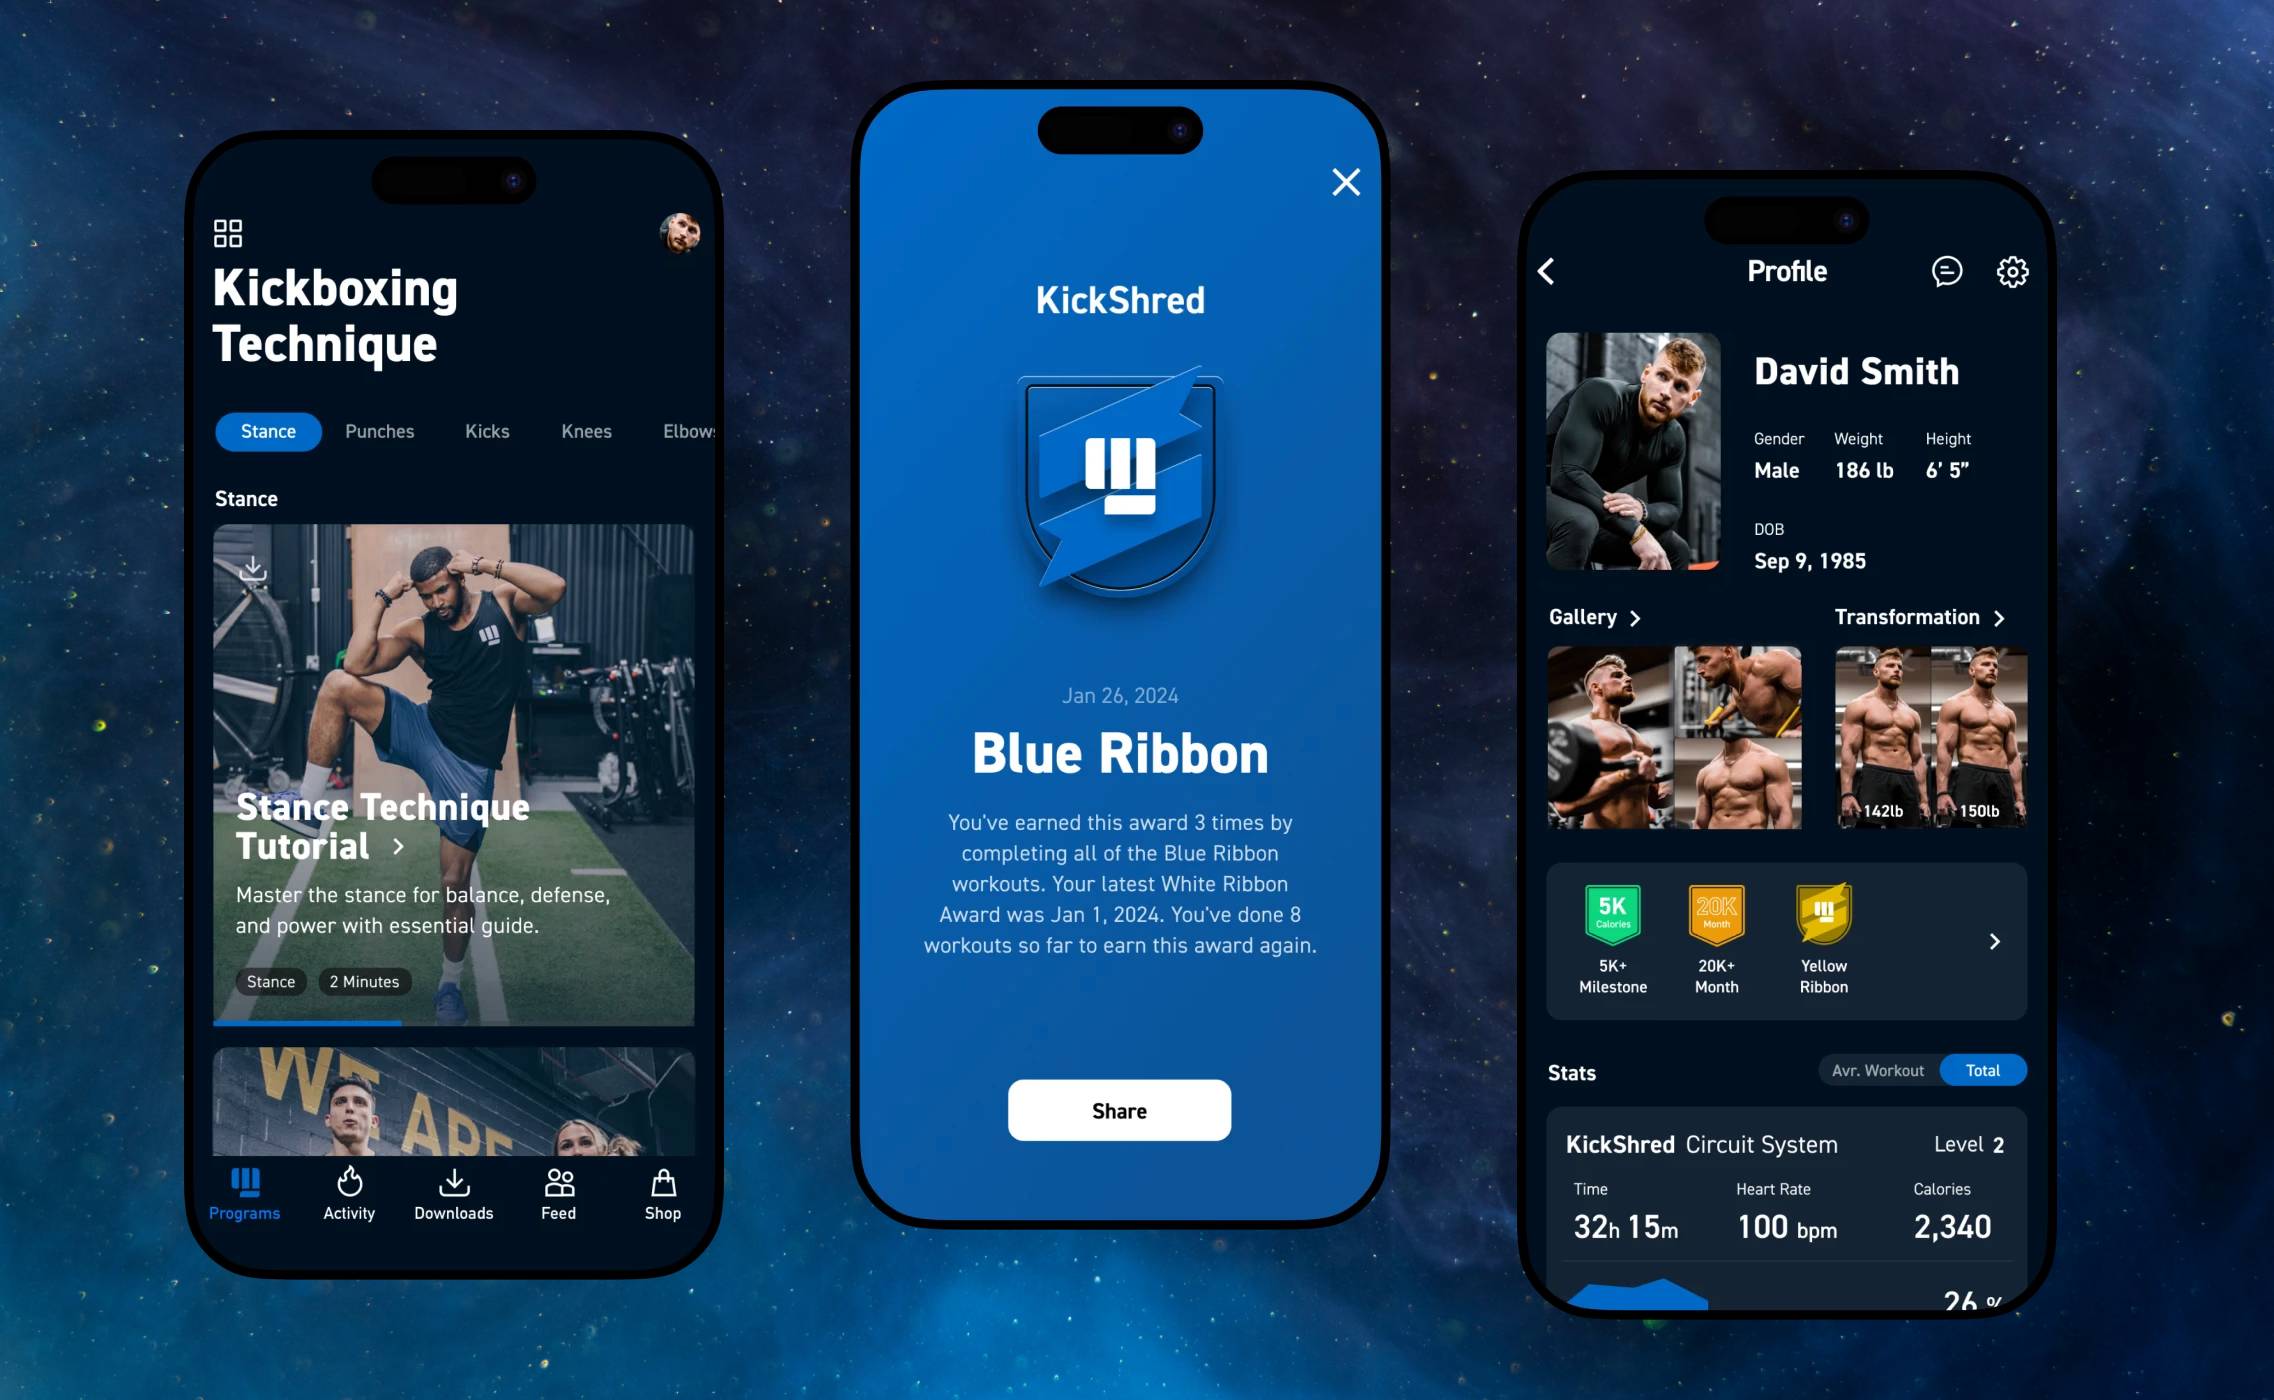 Kickboxing
Technique
Stance Punches Kicks Knees Elbows
Stance
Stance Technique
Tutorial
Master the stance for balance, defense,
and power with essential guide.
Stance 2 Minutes
WE
ARE
Programs Activity Downloads Feed Shop
KickShred
Jan 26, 2024
Blue Ribbon
You've earned this award 3 times by
completing all of the Blue Ribbon
workouts. Your latest White Ribbon
Award was Jan 1, 2024. You've done 8
workouts so far to earn this award again.
Share
Profile
David Smith
Gender Weight Height
Male 186 lb 6’ 5”
DOB
Sep 9, 1985
Gallery Transformation
142lb 150lb
5K 20K
Calories Month
5K+ 20K+ Yellow
Milestone Month Ribbon
Stats Avr. Workout Total
KickShred Circuit System Level 2
Time Heart Rate Calories
32h 15m 100 bpm 2,340
26 %